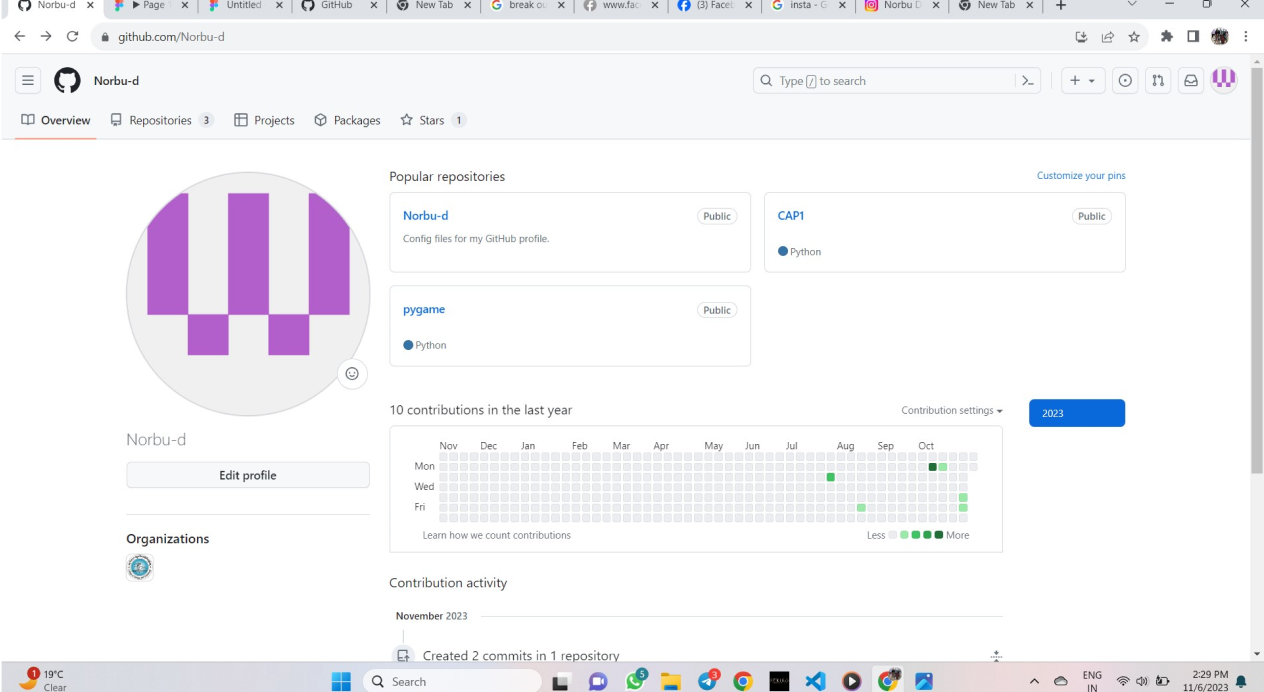 Norbu-d
Page
Untitled
GitHub
New Tab
break ou
www.fac
(3) Faceb
insta - G
Norbu D
New Tab
github.com/Norbu-d
Norbu-d
Type / to search
Overview
Repositories 3
Projects
Packages
Stars 1
Popular repositories
Customize your pins
Norbu-d Public
Config files for my GitHub profile.
CAP1 Public
Python
pygame Public
Python
Norbu-d
Edit profile
Organizations
10 contributions in the last year
Contribution settings
2023
Nov Dec Jan Feb Mar Apr May Jun Jul Aug Sep Oct
Mon
Wed
Fri
Learn how we count contributions
Less More
Contribution activity
November 2023
Created 2 commits in 1 repository
1
19°C
Clear
Search
5
3
ENG
IN
2:29 PM
11/6/2023